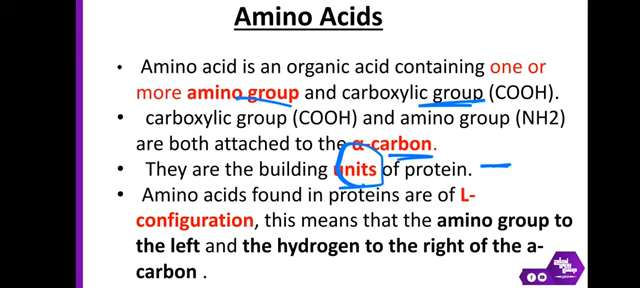 Amino Acids
• Amino acid is an organic acid containing one or
more amino group and carboxylic group (COOH).
• carboxylic group (COOH) and amino group (NH2)
are both attached to the α-carbon.
• They are the building units of protein.
• Amino acids found in proteins are of L-
configuration, this means that the amino group to
the left and the hydrogen to the right of the a-
carbon .